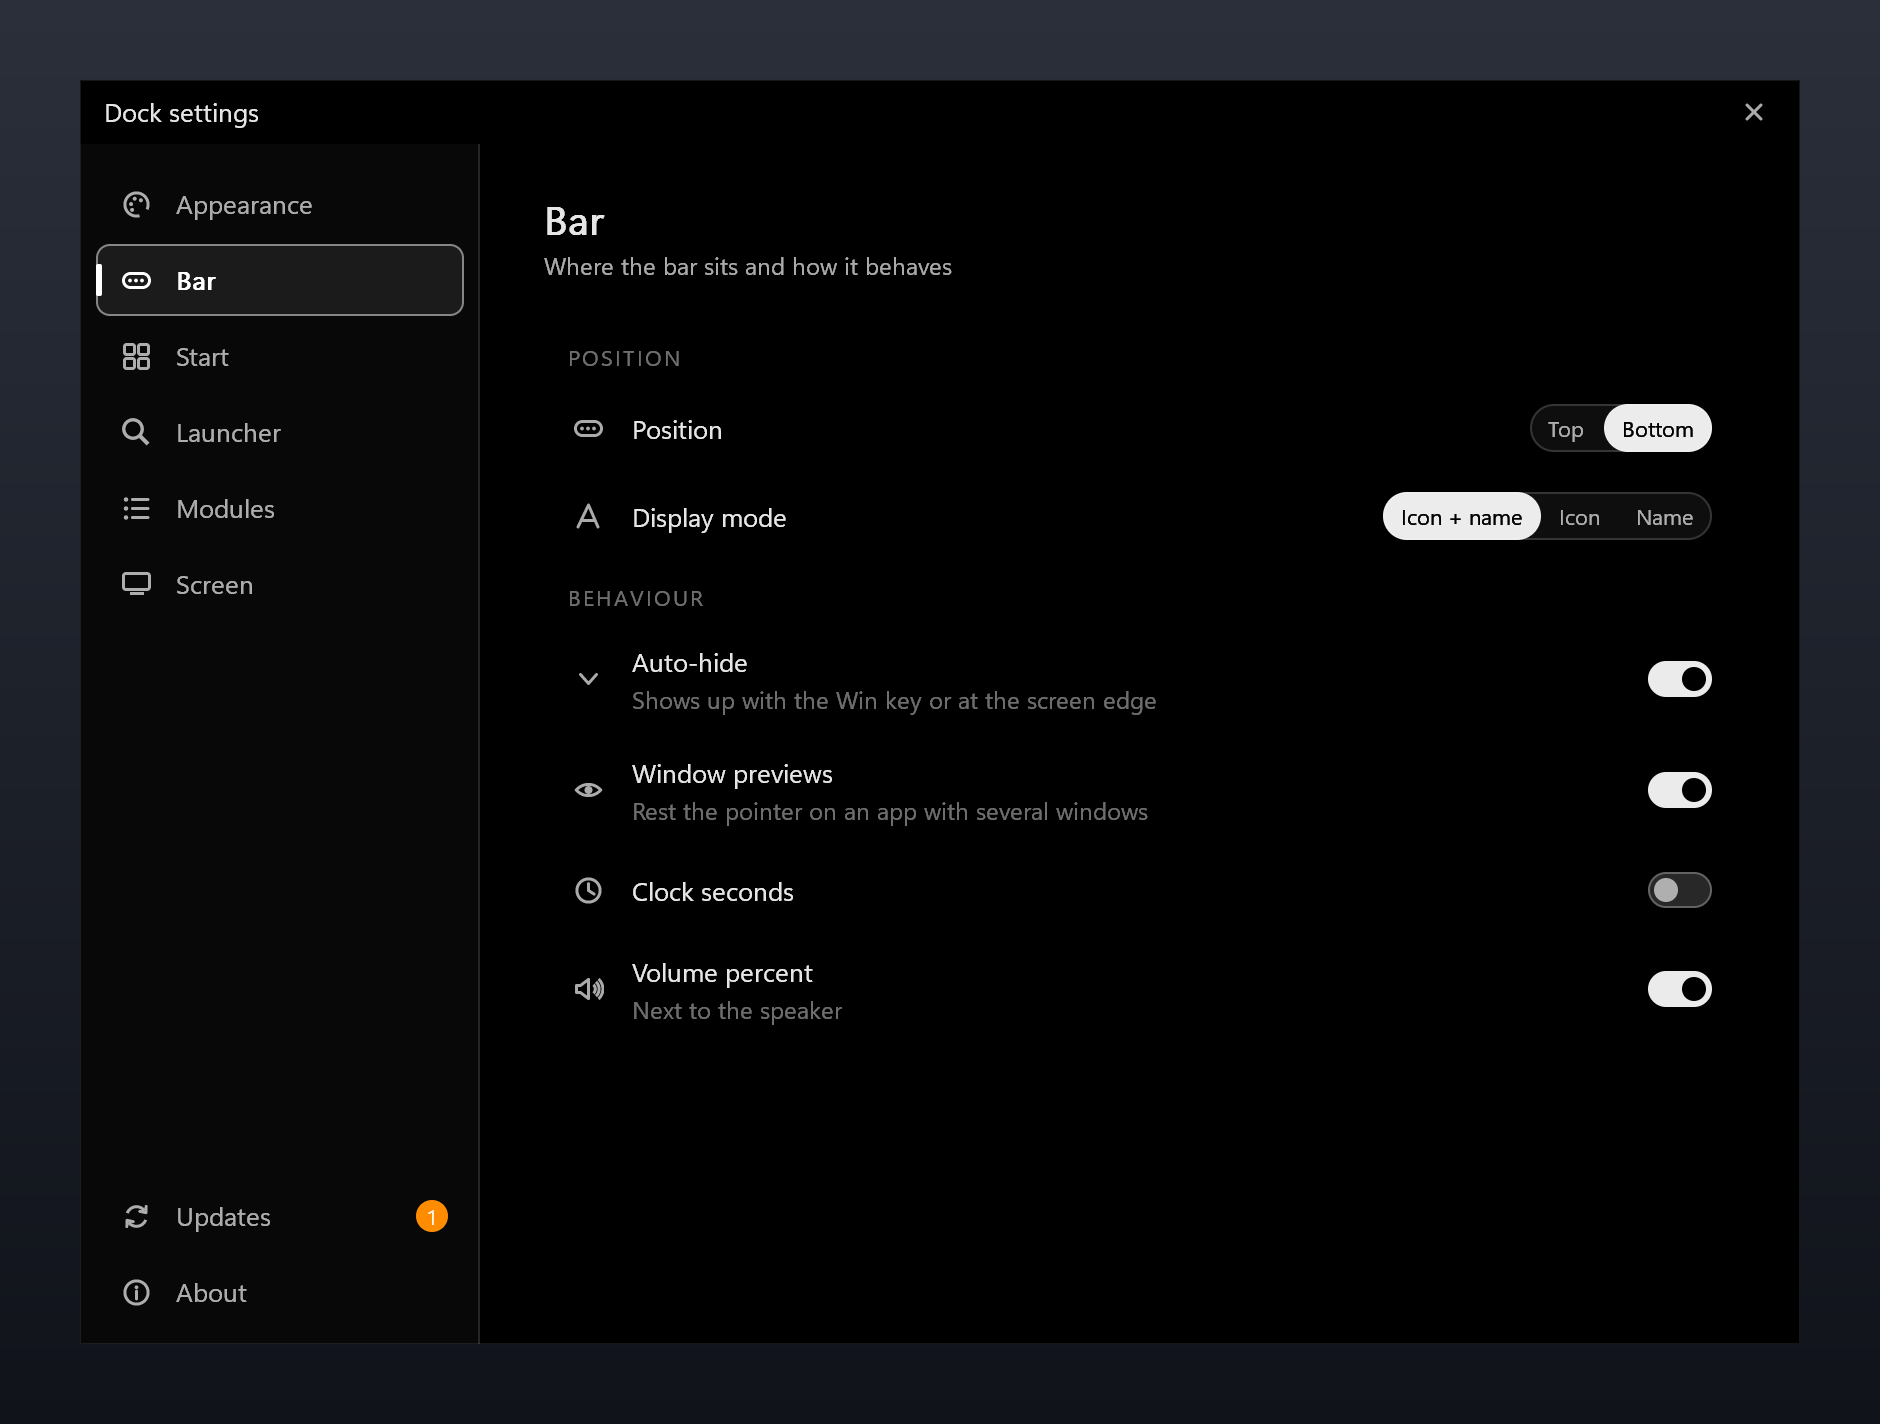 Dock settings
Appearance
Bar
Start
Launcher
Modules
Screen
Updates
1
About
Bar
Where the bar sits and how it behaves
POSITION
Position
Top
Bottom
Display mode
Icon + name
Icon
Name
BEHAVIOUR
Auto-hide
Shows up with the Win key or at the screen edge
Window previews
Rest the pointer on an app with several windows
Clock seconds
Volume percent
Next to the speaker